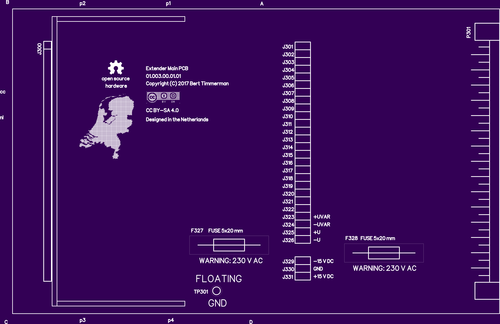 B
p2
p1
A
J300
P301
open source
hardware
Extender Main PCB
01.003.00.01.01
Copyright (C) 2017 Bert Timmerman
CC BY-SA 4.0
Designed in the Netherlands
J301
J302
J303
J304
J305
J306
J307
J308
J309
J310
J311
J312
J313
J314
J315
J316
J317
J318
J319
J320
J321
J322
J323 +UVAR
J324 -UVAR
J325 +U
J326 -U
F327 FUSE 5x20 mm
WARNING: 230 V AC
F328 FUSE 5x20 mm
WARNING: 230 V AC
J329 -15 V DC
J330 GND
J331 +15 V DC
FLOATING
TP301
GND
C
p3
p4
D